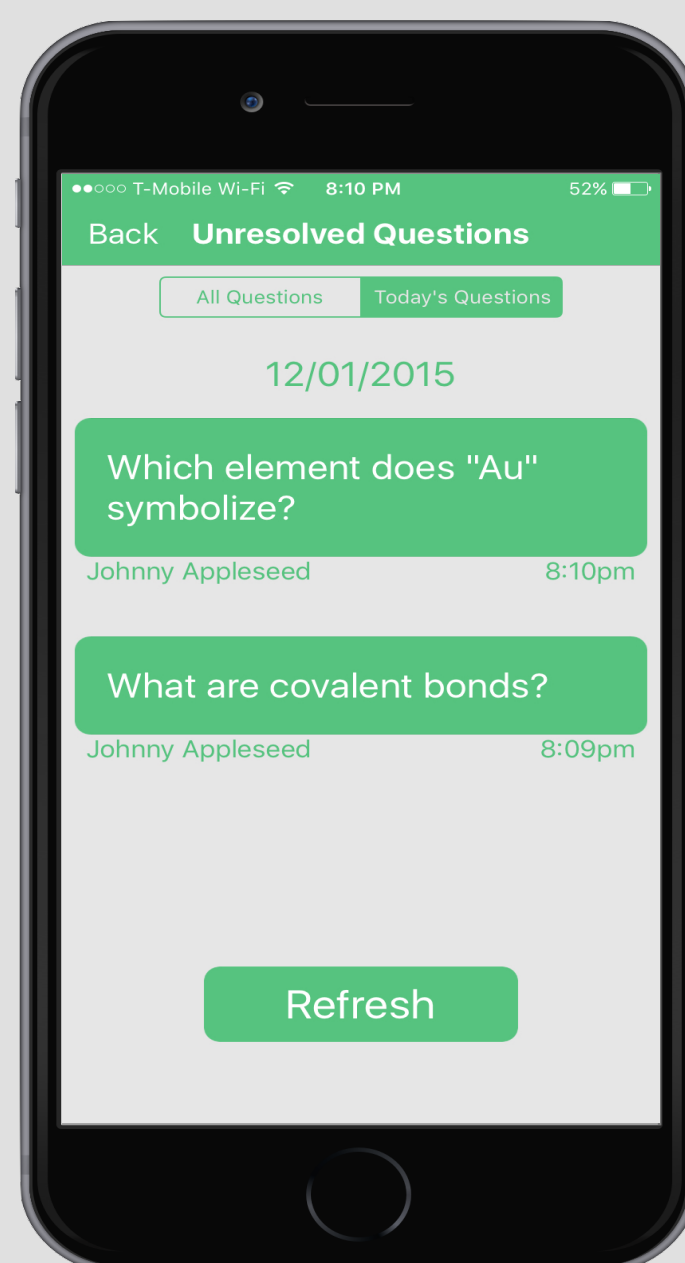 T-Mobile Wi-Fi 8:10 PM 52%
Back Unresolved Questions
All Questions Today's Questions
12/01/2015
Which element does "Au"
symbolize?
Johnny Appleseed 8:10pm
What are covalent bonds?
Johnny Appleseed 8:09pm
Refresh